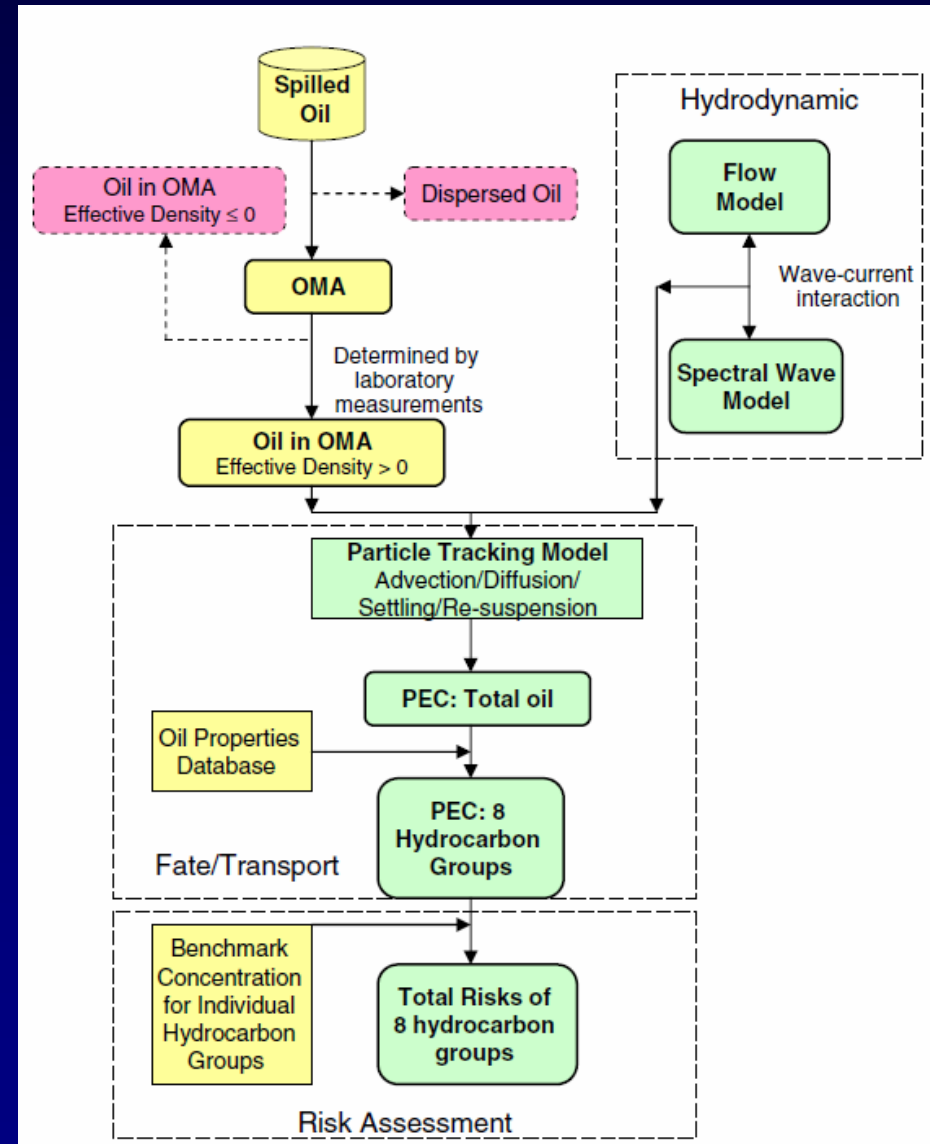 Spilled
Oil
Hydrodynamic
Oil in OMA
Effective Density ≤ 0
Dispersed Oil
Flow
Model
OMA
Wave-current
interaction
Determined by
laboratory
measurements
Spectral Wave
Model
Oil in OMA
Effective Density > 0
Particle Tracking Model
Advection/Diffusion/
Settling/Re-suspension
PEC: Total oil
Oil Properties
Database
PEC: 8
Hydrocarbon
Groups
Fate/Transport
Benchmark
Concentration
for Individual
Hydrocarbon
Groups
Total Risks of
8 hydrocarbon
groups
Risk Assessment